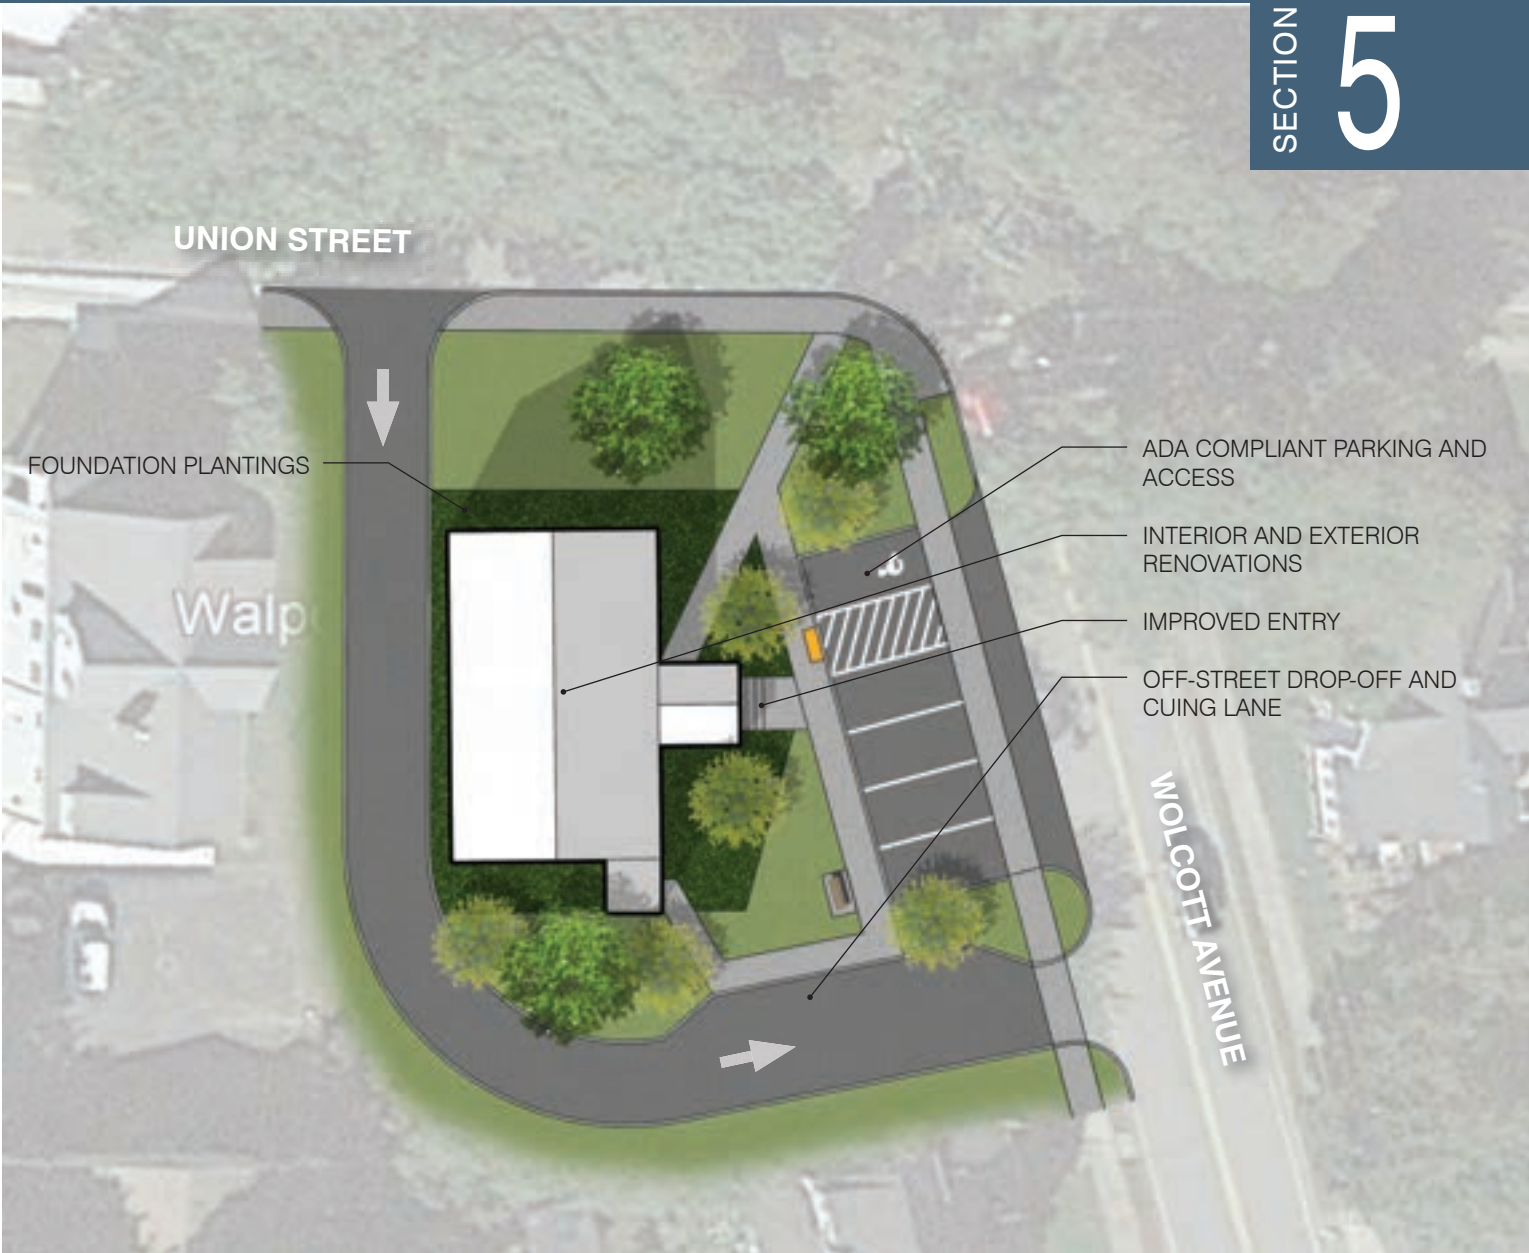 SECTION 5
UNION STREET
FOUNDATION PLANTINGS
ADA COMPLIANT PARKING AND
ACCESS
INTERIOR AND EXTERIOR
RENOVATIONS
IMPROVED ENTRY
OFF-STREET DROP-OFF AND
CUING LANE
Walp
WOLCOTT AVENUE